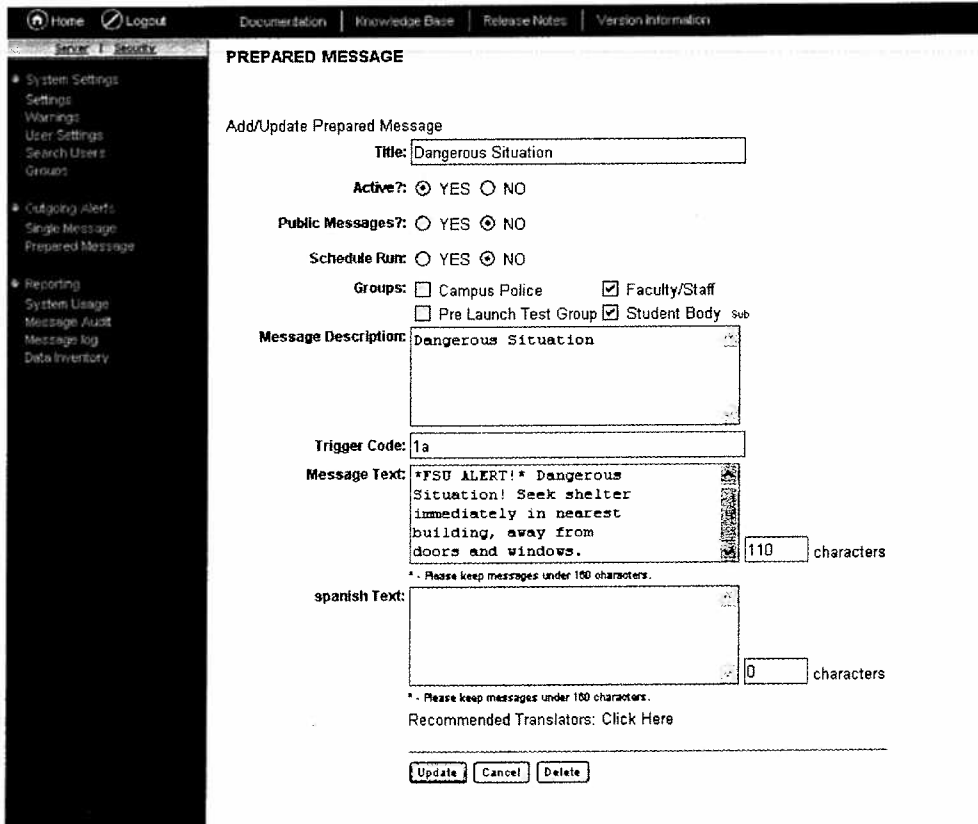 Home Logout Documentation Knowledge Base Release Notes Version Information
Server | Security
System Settings
Settings
Warnings
User Settings
Search Users
Groups
Outgoing Alerts
Single Message
Prepared Message
Reporting
System Usage
Message Audit
Message log
Data Inventory
PREPARED MESSAGE
Add/Update Prepared Message
Title: Dangerous Situation
Active?: YES NO
Public Messages?: YES NO
Schedule Run: YES NO
Groups: Campus Police Faculty/Staff
Pre Launch Test Group Student Body Sub
Message Description: Dangerous Situation
Trigger Code: 1a
Message Text: *FSU ALERT!* Dangerous
Situation! Seek shelter
immediately in nearest
building, away from
doors and windows.
110 characters
* - Please keep messages under 160 characters.
spanish Text:
0 characters
* - Please keep messages under 160 characters.
Recommended Translators: Click Here
Update Cancel Delete